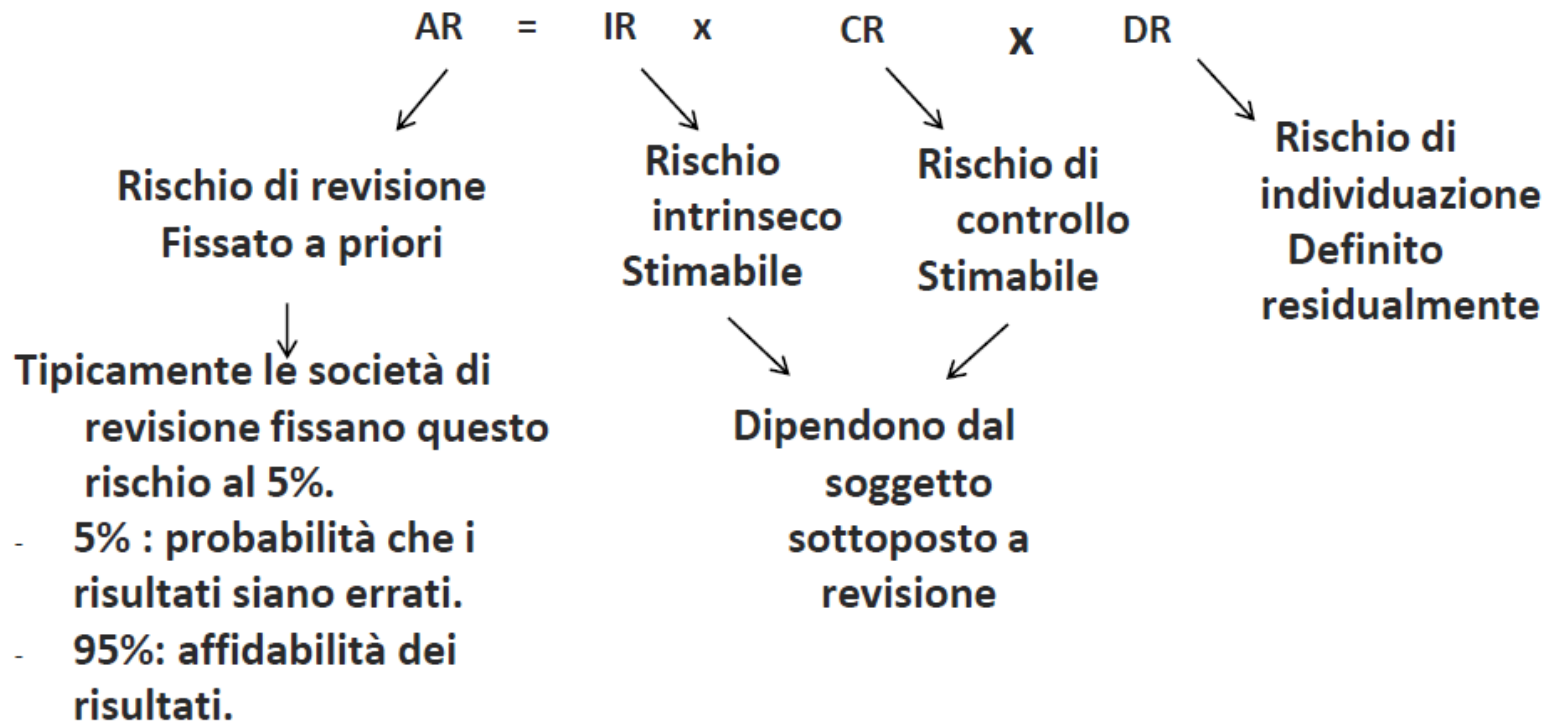 AR = IR x CR x DR
Rischio di revisione
Fissato a priori
Rischio
intrinseco
Stimabile
Rischio di
controllo
Stimabile
Rischio di
individuazione
Definito
residualmente
Tipicamente le società di
revisione fissano questo
rischio al 5%.
- 5% : probabilità che i
risultati siano errati.
- 95%: affidabilità dei
risultati.
Dipendono dal
soggetto
sottoposto a
revisione